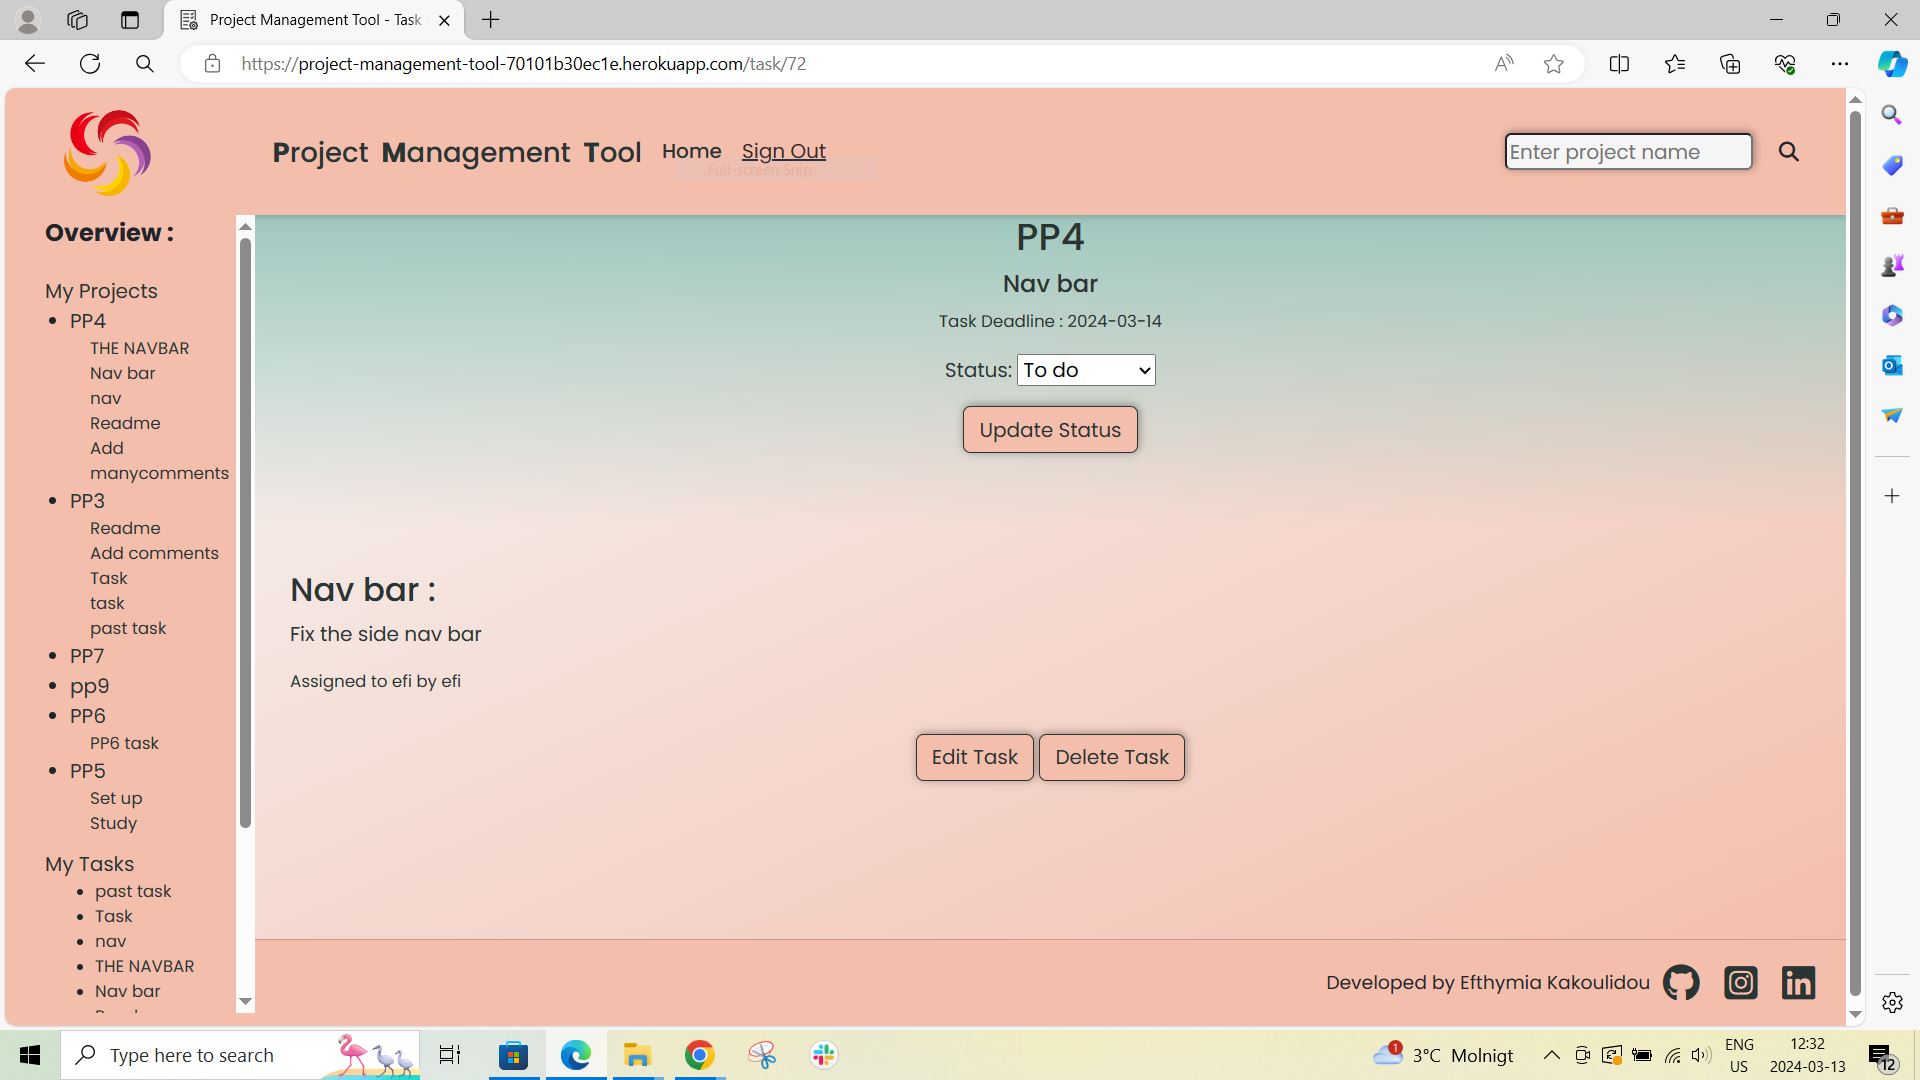 Project Management Tool - Task
https://project-management-tool-70101b30ec1e.herokuapp.com/task/72
Project Management Tool Home Sign Out
Enter project name
Full-screen Snip
Overview :
My Projects
PP4
THE NAVBAR
Nav bar
nav
Readme
Add
manycomments
PP3
Readme
Add comments
Task
task
past task
PP7
pp9
PP6
PP6 task
PP5
Set up
Study
My Tasks
past task
Task
nav
THE NAVBAR
Nav bar
PP4
Nav bar
Task Deadline : 2024-03-14
Status: To do
Update Status
Nav bar :
Fix the side nav bar
Assigned to efi by efi
Edit Task Delete Task
Developed by Efthymia Kakoulidou
Type here to search
1
3°C Molnigt
ENG
US
12:32
2024-03-13
12